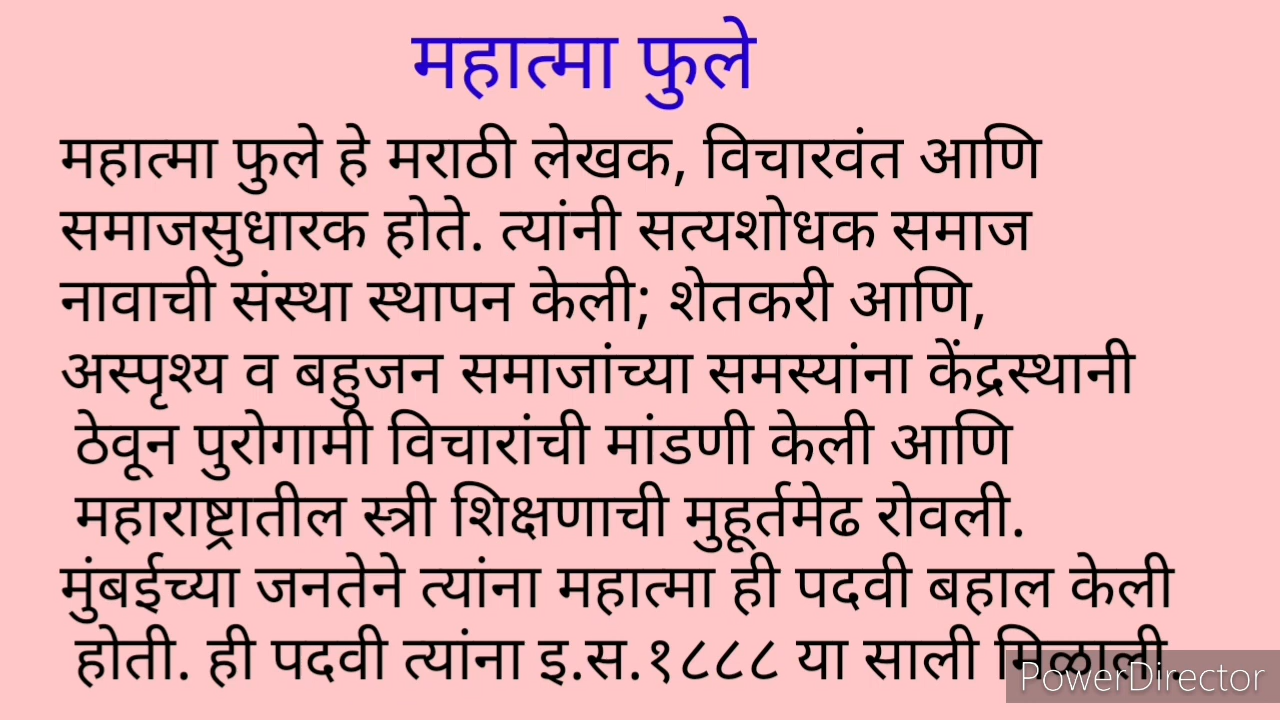 महात्मा फुले
महात्मा फुले हे मराठी लेखक, विचारवंत आणि
समाजसुधारक होते. त्यांनी सत्यशोधक समाज
नावाची संस्था स्थापन केली; शेतकरी आणि,
अस्पृश्य व बहुजन समाजांच्या समस्यांना केंद्रस्थानी
ठेवून पुरोगामी विचारांची मांडणी केली आणि
महाराष्ट्रातील स्त्री शिक्षणाची मुहूर्तमेढ रोवली.
मुंबईच्या जनतेने त्यांना महात्मा ही पदवी बहाल केली
होती. ही पदवी त्यांना इ.स.१८८८ या साली मिळाली.
PowerDirector